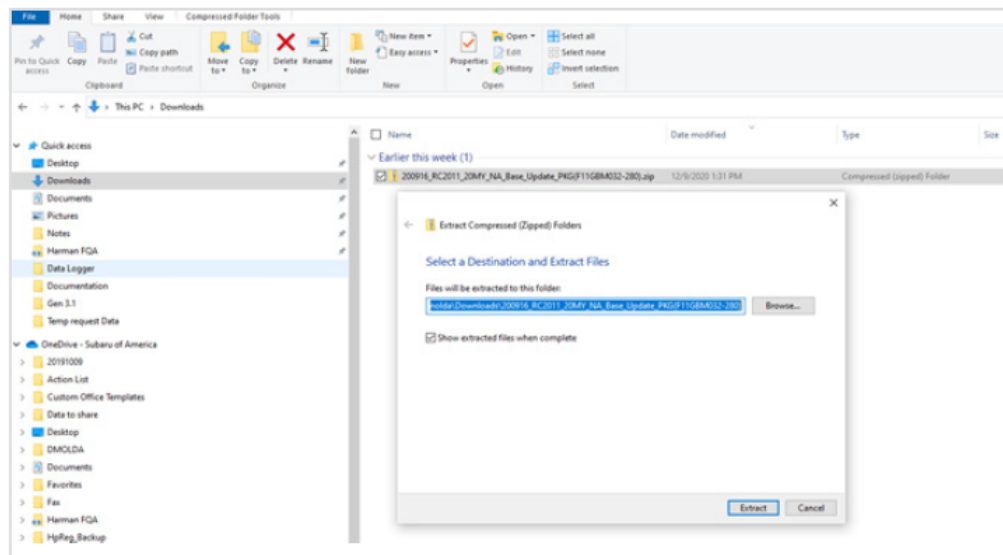 File Home Share View Compressed Folder Tools
Pin to Quick access
Copy
Paste
Cut
Copy path
Paste shortcut
Clipboard
Move to
Copy to
Delete
Rename
Organize
New folder
New item
Easy access
New
Properties
Open
Edit
History
Open
Select all
Select none
Invert selection
Select
This PC > Downloads
Quick access
Desktop
Downloads
Documents
Pictures
Notes
Harman FQA
Data Logger
Documentation
Gen 3.1
Temp request Data
OneDrive - Subaru of America
20191009
Action List
Custom Office Templates
Data to share
Desktop
DMOLDA
Documents
Favorites
Fax
Harman FQA
HpReg_Backup
Name Date modified Type Size
Earlier this week (1)
200916_RC2011_20MY_NA_Base_Update_PKG(F11GBM032-280).zip 12/9/2020 1:31 PM Compressed (zipped) Folder
Extract Compressed (Zipped) Folders
Select a Destination and Extract Files
Files will be extracted to this folder:
molda\Downloads\200916_RC2011_20MY_NA_Base_Update_PKG(F11GBM032-280)
Browse...
Show extracted files when complete
Extract Cancel